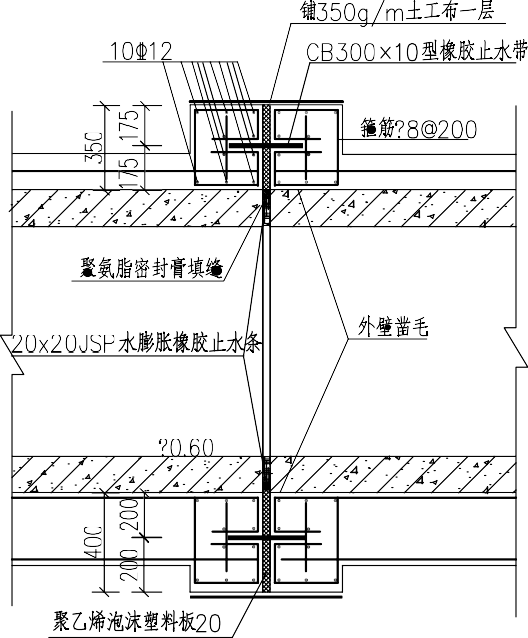 铺350g/m土工布一层
10Φ12
CB300×10型橡胶止水带
箍筋?8@200
350
175
175
聚氨脂密封膏填缝
外壁凿毛
20x20JSP水膨胀橡胶止水条
?0.60
400
200
200
聚乙烯泡沫塑料板20